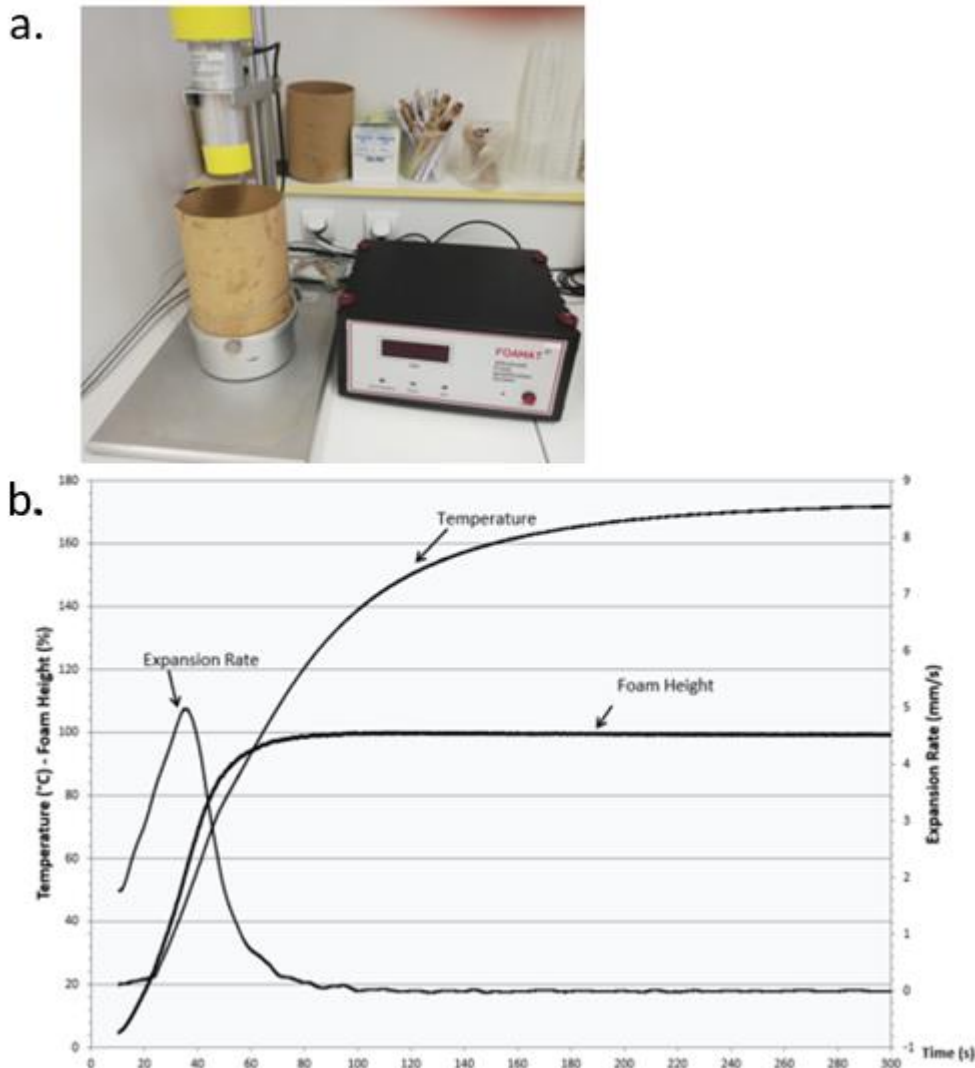 a.
FOAMAT
b.
180
160
140
120
100
80
60
40
20
0
Temperature (°C) - Foam Height (%)
Temperature
Expansion Rate
Foam Height
9
8
7
6
5
4
3
2
1
0
-1
Expansion Rate (mm/s)
0 20 40 60 80 100 120 140 160 180 200 220 240 260 280 300
Time (s)